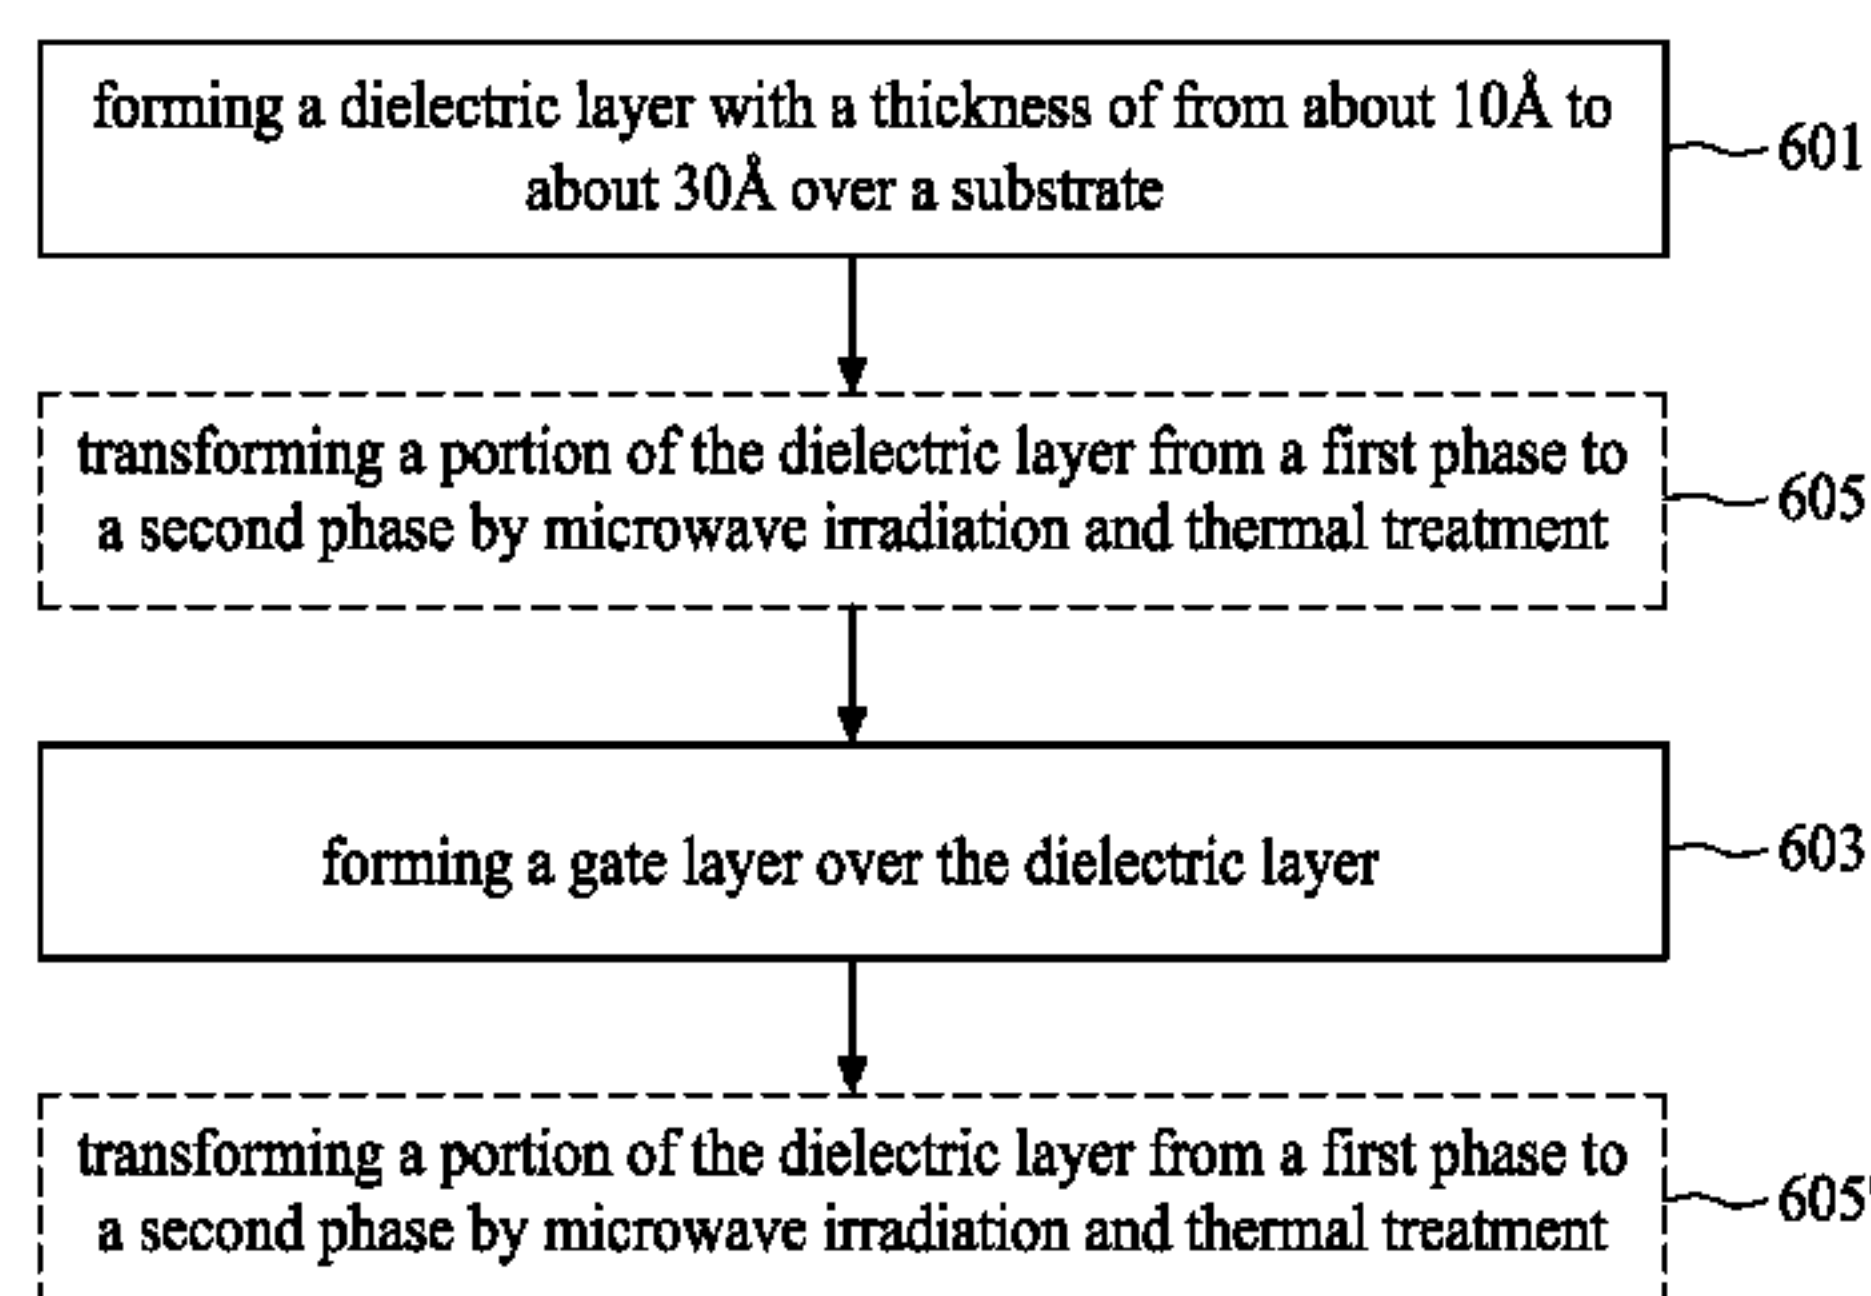 forming a dielectric layer with a thickness of from about 10Å to
about 30Å over a substrate
601
transforming a portion of the dielectric layer from a first phase to
a second phase by microwave irradiation and thermal treatment
605
forming a gate layer over the dielectric layer
603
transforming a portion of the dielectric layer from a first phase to
a second phase by microwave irradiation and thermal treatment
605'